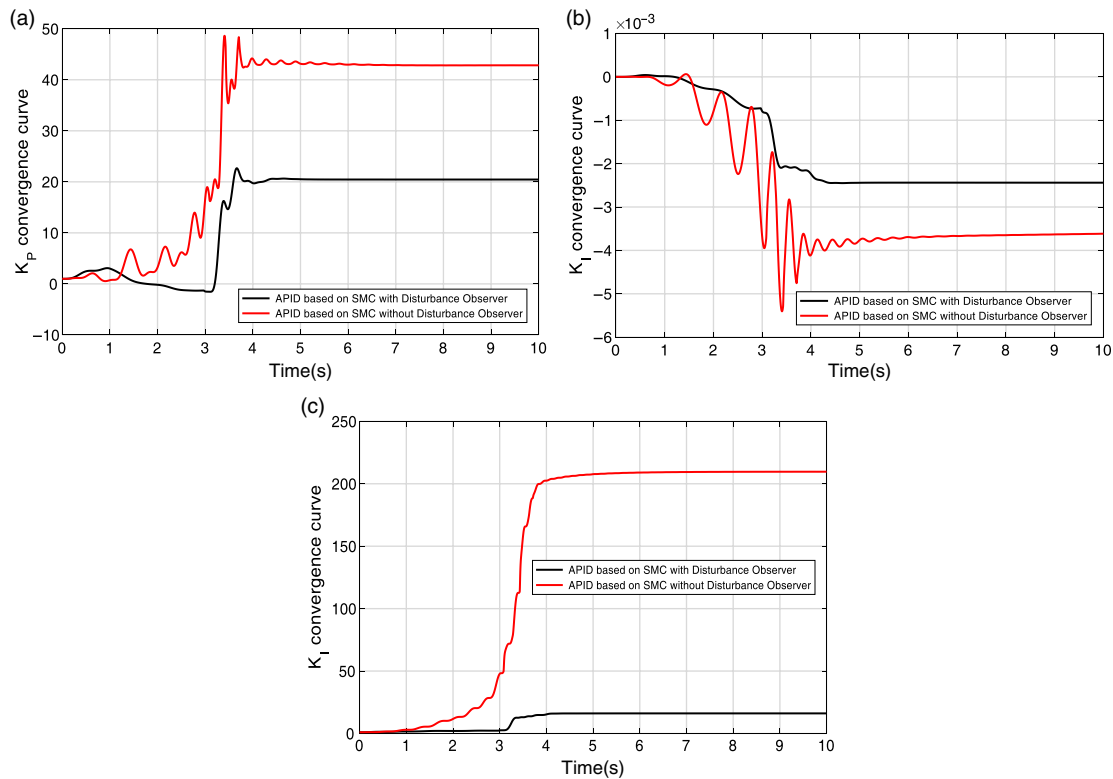 (a)
50
40
30
20
10
0
−10
K_P convergence curve
0 1 2 3 4 5 6 7 8 9 10
Time(s)
APID based on SMC with Disturbance Observer
APID based on SMC without Disturbance Observer
(b)
×10⁻³
1
0
−1
−2
−3
−4
−5
−6
K_I convergence curve
0 1 2 3 4 5 6 7 8 9 10
Time(s)
APID based on SMC with Disturbance Observer
APID based on SMC without Disturbance Observer
(c)
250
200
150
100
50
0
K_I convergence curve
0 1 2 3 4 5 6 7 8 9 10
Time(s)
APID based on SMC with Disturbance Observer
APID based on SMC without Disturbance Observer